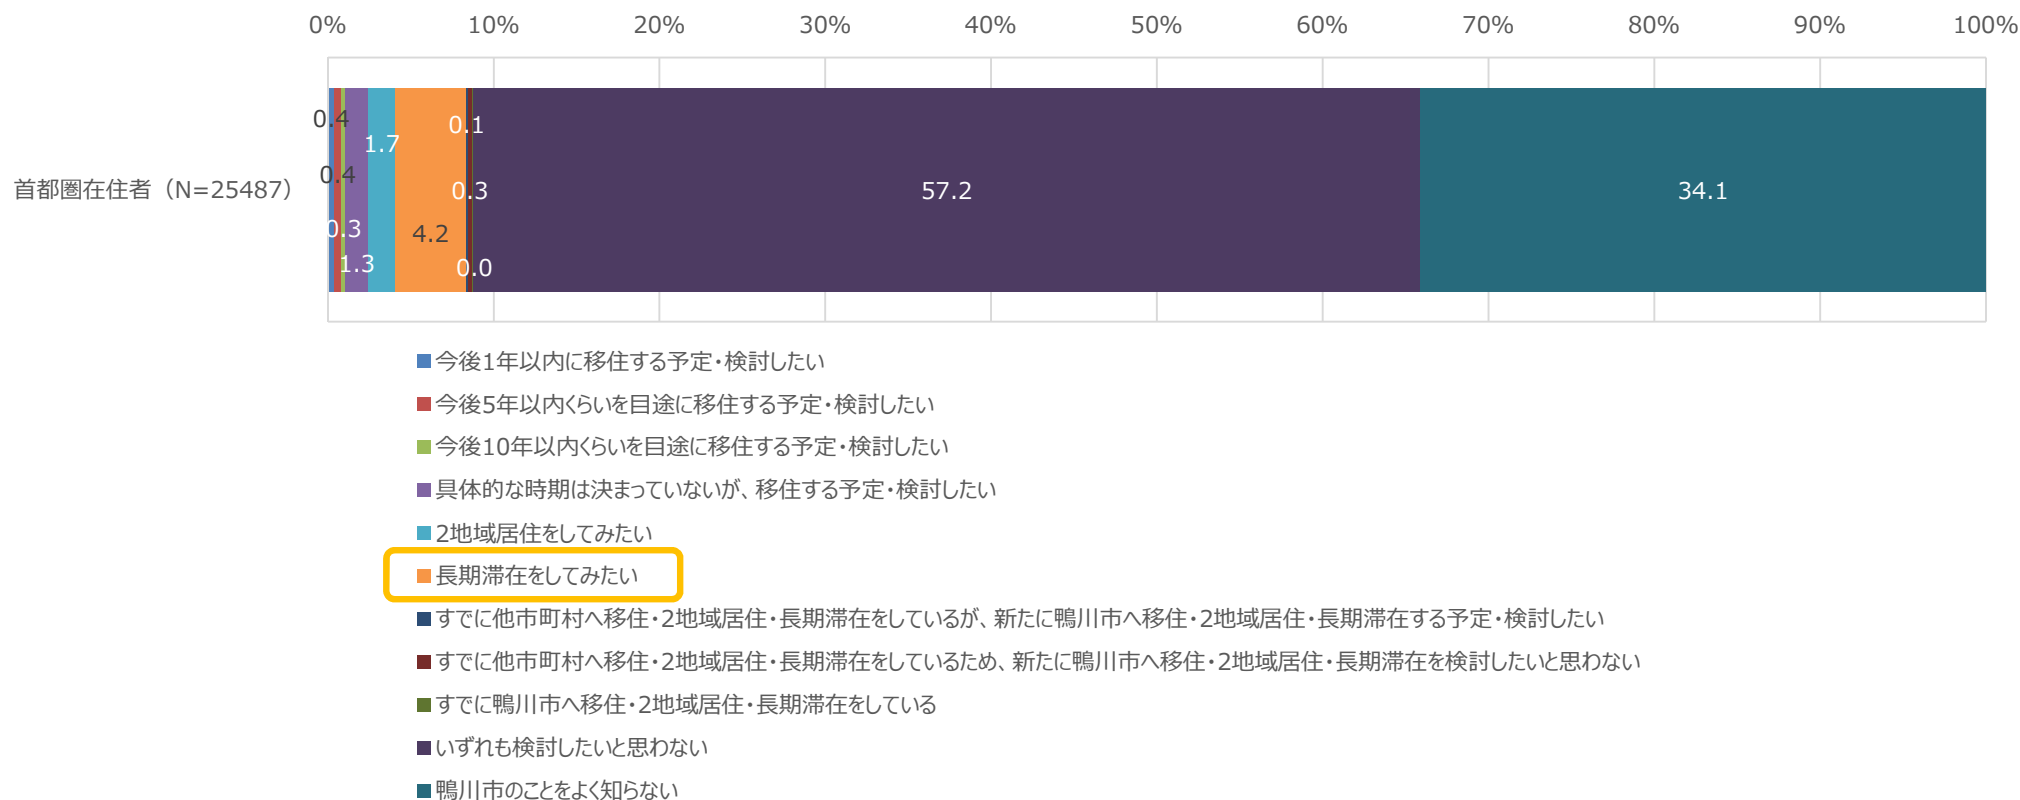 0% 10% 20% 30% 40% 50% 60% 70% 80% 90% 100%
首都圏在住者（N=25487）
0.4
0.4
0.3
1.3
1.7
4.2
0.1
0.3
0.0
57.2
34.1
今後1年以内に移住する予定・検討したい
今後5年以内くらいを目途に移住する予定・検討したい
今後10年以内くらいを目途に移住する予定・検討したい
具体的な時期は決まっていないが、移住する予定・検討したい
2地域居住をしてみたい
長期滞在をしてみたい
すでに他市町村へ移住・2地域居住・長期滞在をしているが、新たに鴨川市へ移住・2地域居住・長期滞在する予定・検討したい
すでに他市町村へ移住・2地域居住・長期滞在をしているため、新たに鴨川市へ移住・2地域居住・長期滞在を検討したいと思わない
すでに鴨川市へ移住・2地域居住・長期滞在をしている
いずれも検討したいと思わない
鴨川市のことをよく知らない